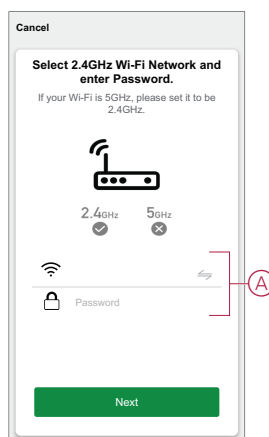 Cancel
Select 2.4GHz Wi-Fi Network and
enter Password.
If your Wi-Fi is 5GHz, please set it to be
2.4GHz.
2.4GHz 5GHz
Password
A
Next